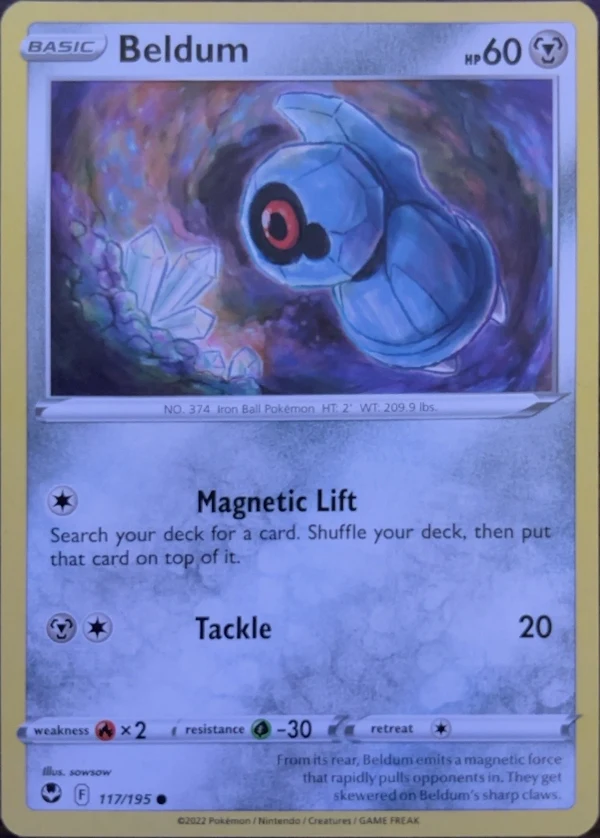 BASIC Beldum HP 60
NO. 374 Iron Ball Pokémon HT: 2' WT: 209.9 lbs.
Magnetic Lift
Search your deck for a card. Shuffle your deck, then put
that card on top of it.
Tackle 20
weakness ×2 resistance -30 retreat
From its rear, Beldum emits a magnetic force
that rapidly pulls opponents in. They get
skewered on Beldum's sharp claws.
Illus. sowsow
F 117/195
©2022 Pokémon / Nintendo / Creatures / GAME FREAK